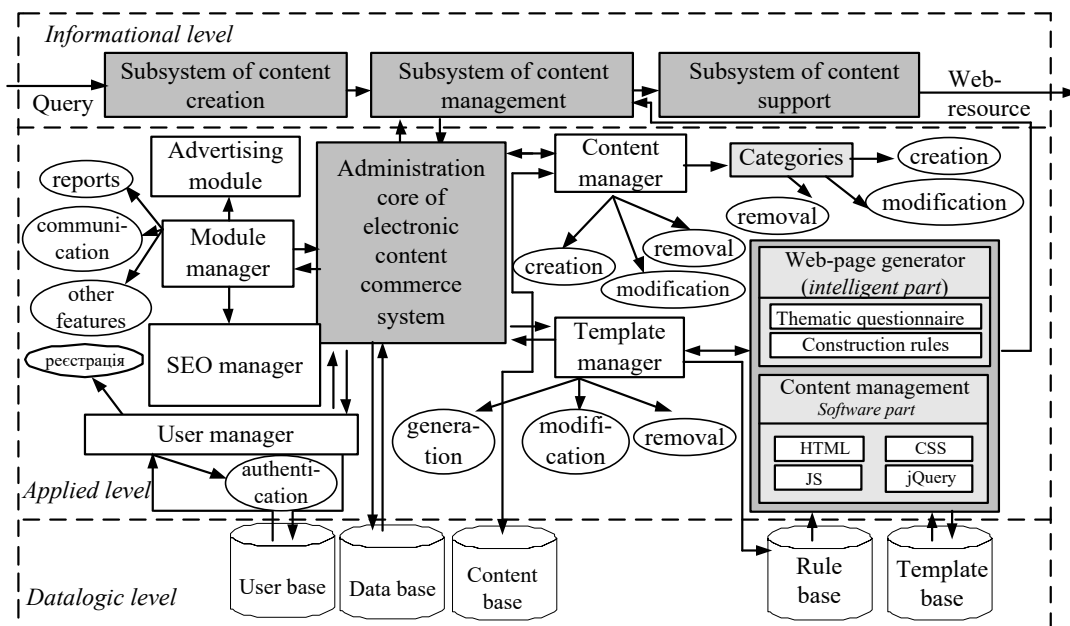 Informational level
Subsystem of content
creation
Subsystem of content
management
Subsystem of content
support
Query
Web-
resource
Advertising
module
reports
communi-
cation
other
features
Module
manager
SEO manager
реєстрація
User manager
authenti-
cation
Applied level
Administration
core of
electronic
content
commerce
system
Content
manager
creation
removal
modification
Categories
creation
modification
removal
Template
manager
genera-
tion
modifi-
cation
removal
Web-page generator
(intelligent part)
Thematic questionnaire
Construction rules
Content management
Software part
HTML
CSS
JS
jQuery
Datalogic level
User base
Data base
Content
base
Rule
base
Template
base